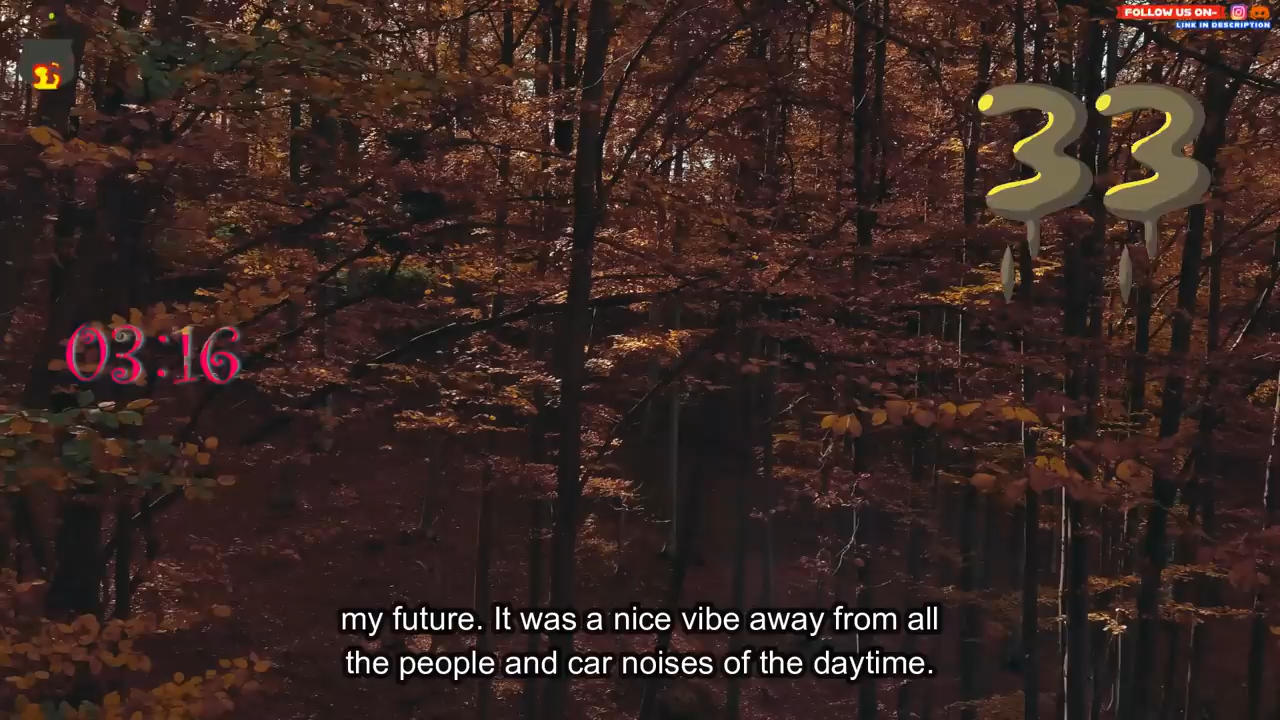 FOLLOW US ON-
LINK IN DESCRIPTION
33
03:16
my future. It was a nice vibe away from all
the people and car noises of the daytime.